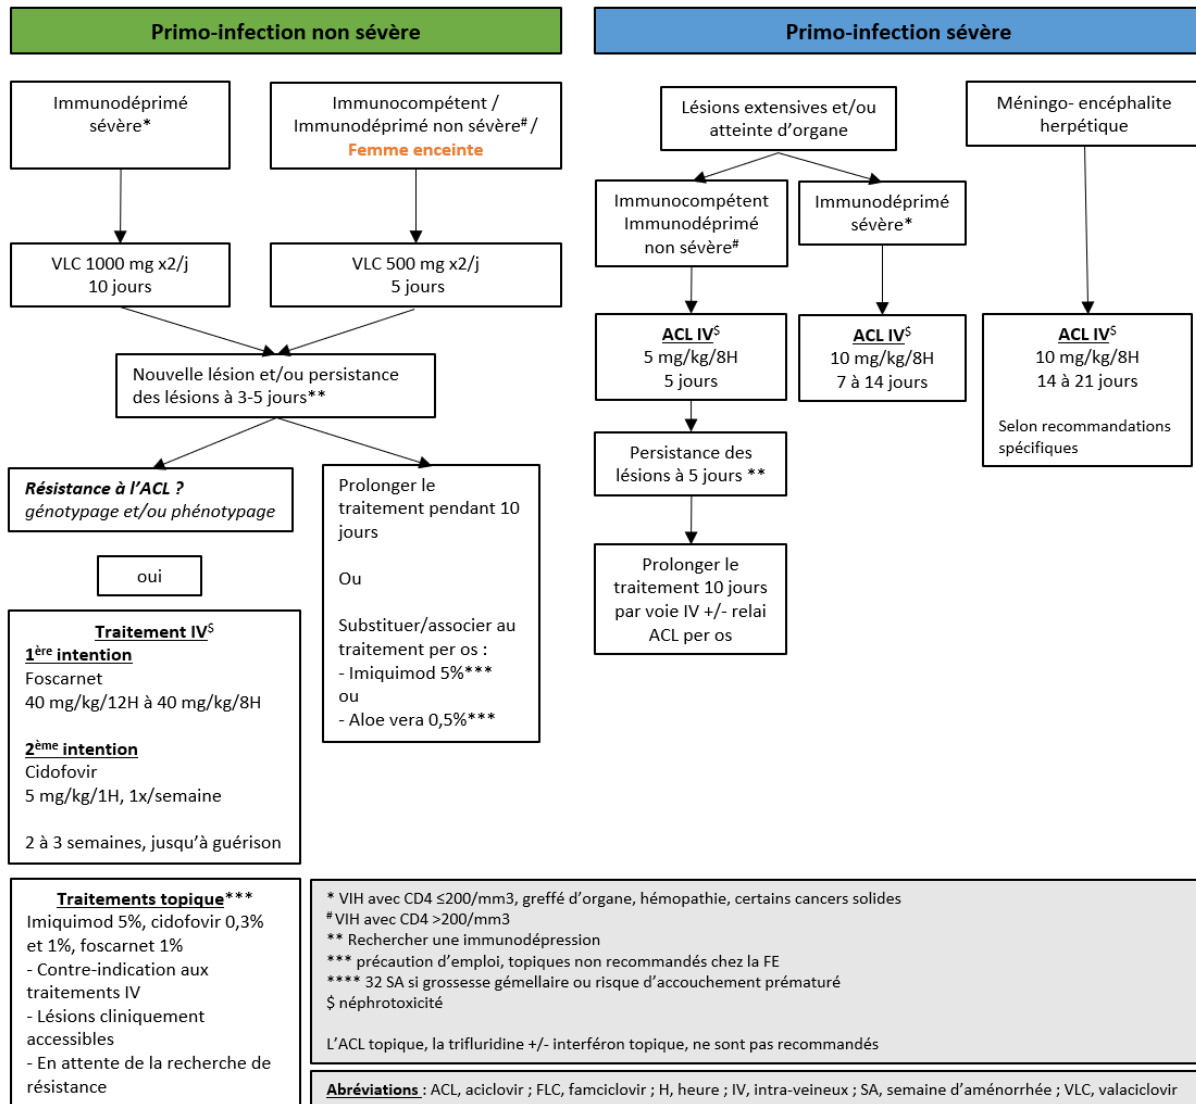 Primo-infection non sévère
Immunodéprimé
sévère*
Immunocompétent /
Immunodéprimé non sévère# /
Femme enceinte
VLC 1000 mg x2/j
10 jours
VLC 500 mg x2/j
5 jours
Nouvelle lésion et/ou persistance
des lésions à 3-5 jours**
Résistance à l’ACL ?
génotypage et/ou phénotypage
oui
Traitement IV$
1ère intention
Foscarnet
40 mg/kg/12H à 40 mg/kg/8H
2ème intention
Cidofovir
5 mg/kg/1H, 1x/semaine
2 à 3 semaines, jusqu’à guérison
Prolonger le
traitement pendant 10
jours
Ou
Substituer/associer au
traitement per os :
- Imiquimod 5%***
ou
- Aloe vera 0,5%***
Traitements topique***
Imiquimod 5%, cidofovir 0,3%
et 1%, foscarnet 1%
- Contre-indication aux
traitements IV
- Lésions cliniquement
accessibles
- En attente de la recherche de
résistance
Primo-infection sévère
Lésions extensives et/ou
atteinte d’organe
Méningo- encéphalite
herpétique
Immunocompétent
Immunodéprimé
non sévère#
Immunodéprimé
sévère*
ACL IV$
5 mg/kg/8H
5 jours
ACL IV$
10 mg/kg/8H
7 à 14 jours
ACL IV$
10 mg/kg/8H
14 à 21 jours
Selon recommandations
spécifiques
Persistance des
lésions à 5 jours **
Prolonger le
traitement 10 jours
par voie IV +/- relai
ACL per os
* VIH avec CD4 ≤200/mm3, greffé d’organe, hémopathie, certains cancers solides
# VIH avec CD4 >200/mm3
** Rechercher une immunodépression
*** précaution d’emploi, topiques non recommandés chez la FE
**** 32 SA si grossesse gémellaire ou risque d’accouchement prématuré
$ néphrotoxicité
L’ACL topique, la trifluridine +/- interféron topique, ne sont pas recommandés
Abréviations : ACL, aciclovir ; FLC, famciclovir ; H, heure ; IV, intra-veineux ; SA, semaine d’aménorrhée ; VLC, valaciclovir